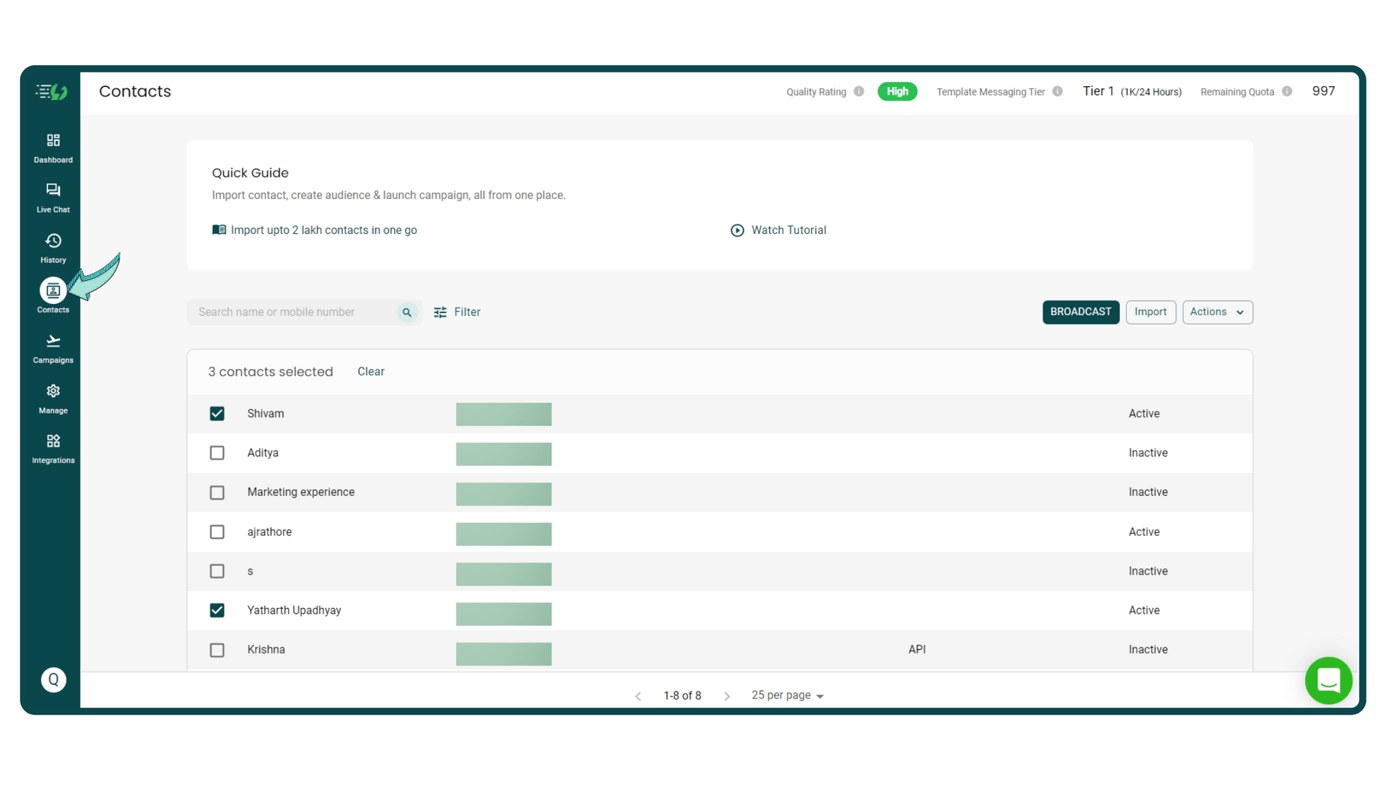 Contacts
Quality Rating High Template Messaging Tier Tier 1 (1K/24 Hours) Remaining Quota 997
Dashboard
Live Chat
History
Contacts
Campaigns
Manage
Integrations
Q
Quick Guide
Import contact, create audience & launch campaign, all from one place.
Import upto 2 lakh contacts in one go Watch Tutorial
Search name or mobile number Filter BROADCAST Import Actions
3 contacts selected Clear
Shivam Active
Aditya Inactive
Marketing experience Inactive
ajrathore Active
s Inactive
Yatharth Upadhyay Active
Krishna API Inactive
1-8 of 8 25 per page